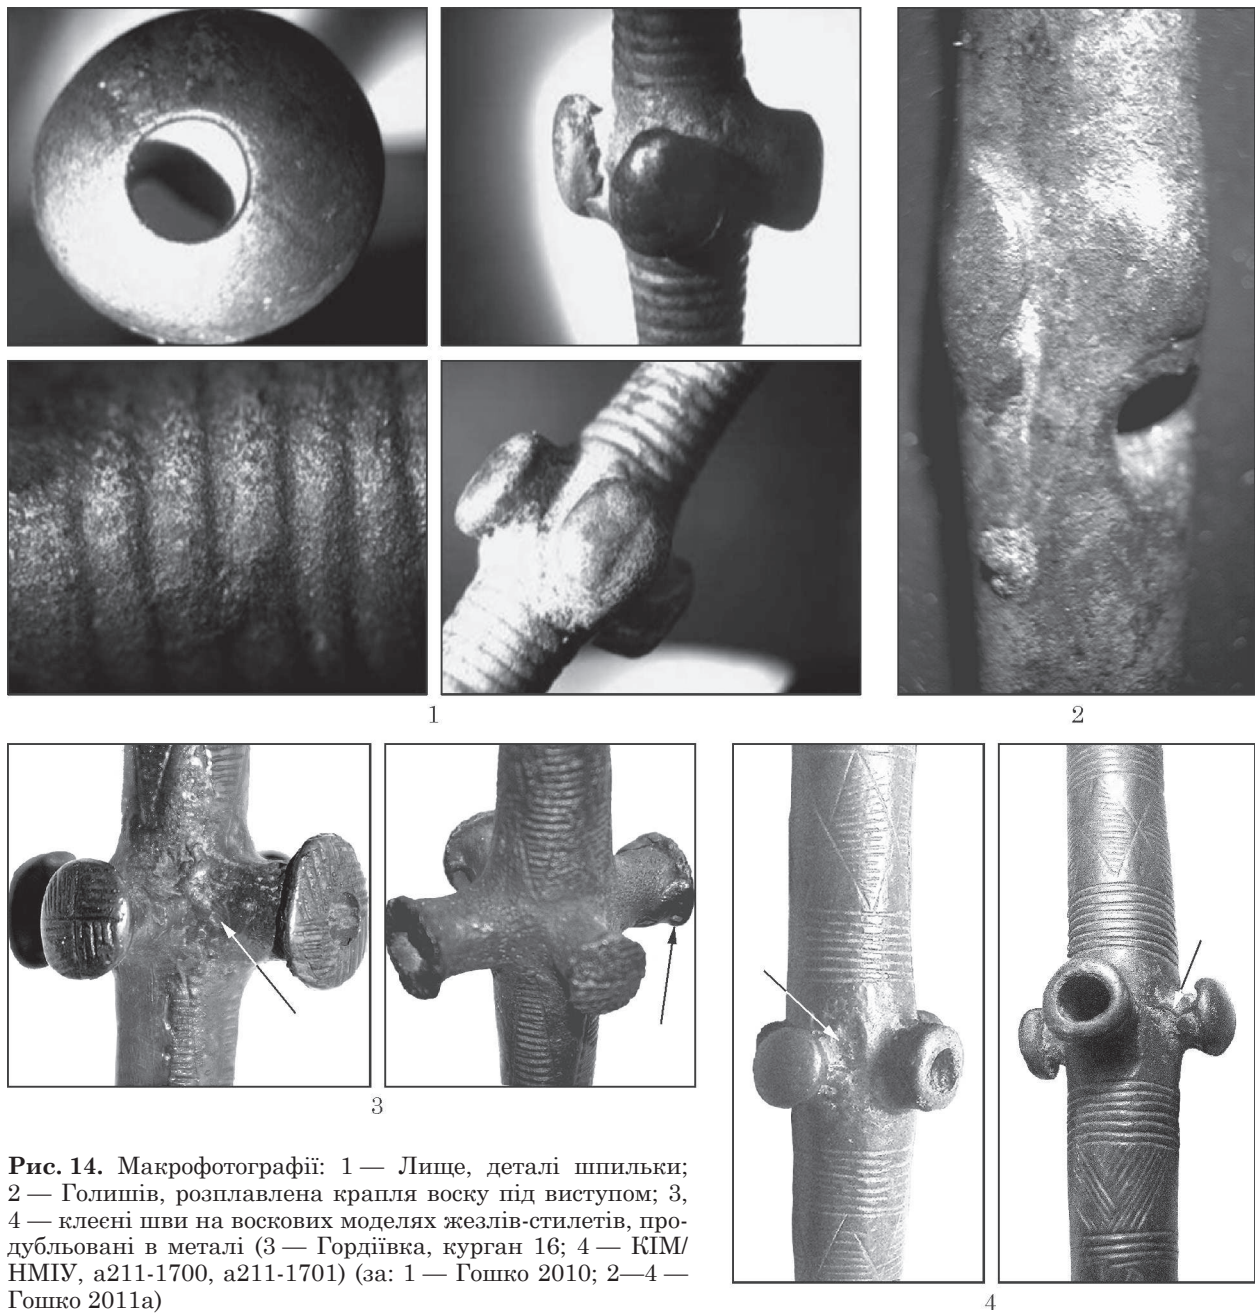 1
2
3
4
Рис. 14. Макрофотографії: 1 — Лище, деталі шпильки;
2 — Голишів, розплавлена крапля воску під виступом; 3,
4 — клеєні шви на воскових моделях жезлів-стилетів, про-
дубльовані в металі (3 — Гордіївка, курган 16; 4 — КІМ/
НМІУ, а211-1700, а211-1701) (за: 1 — Гошко 2010; 2—4 —
Гошко 2011а)